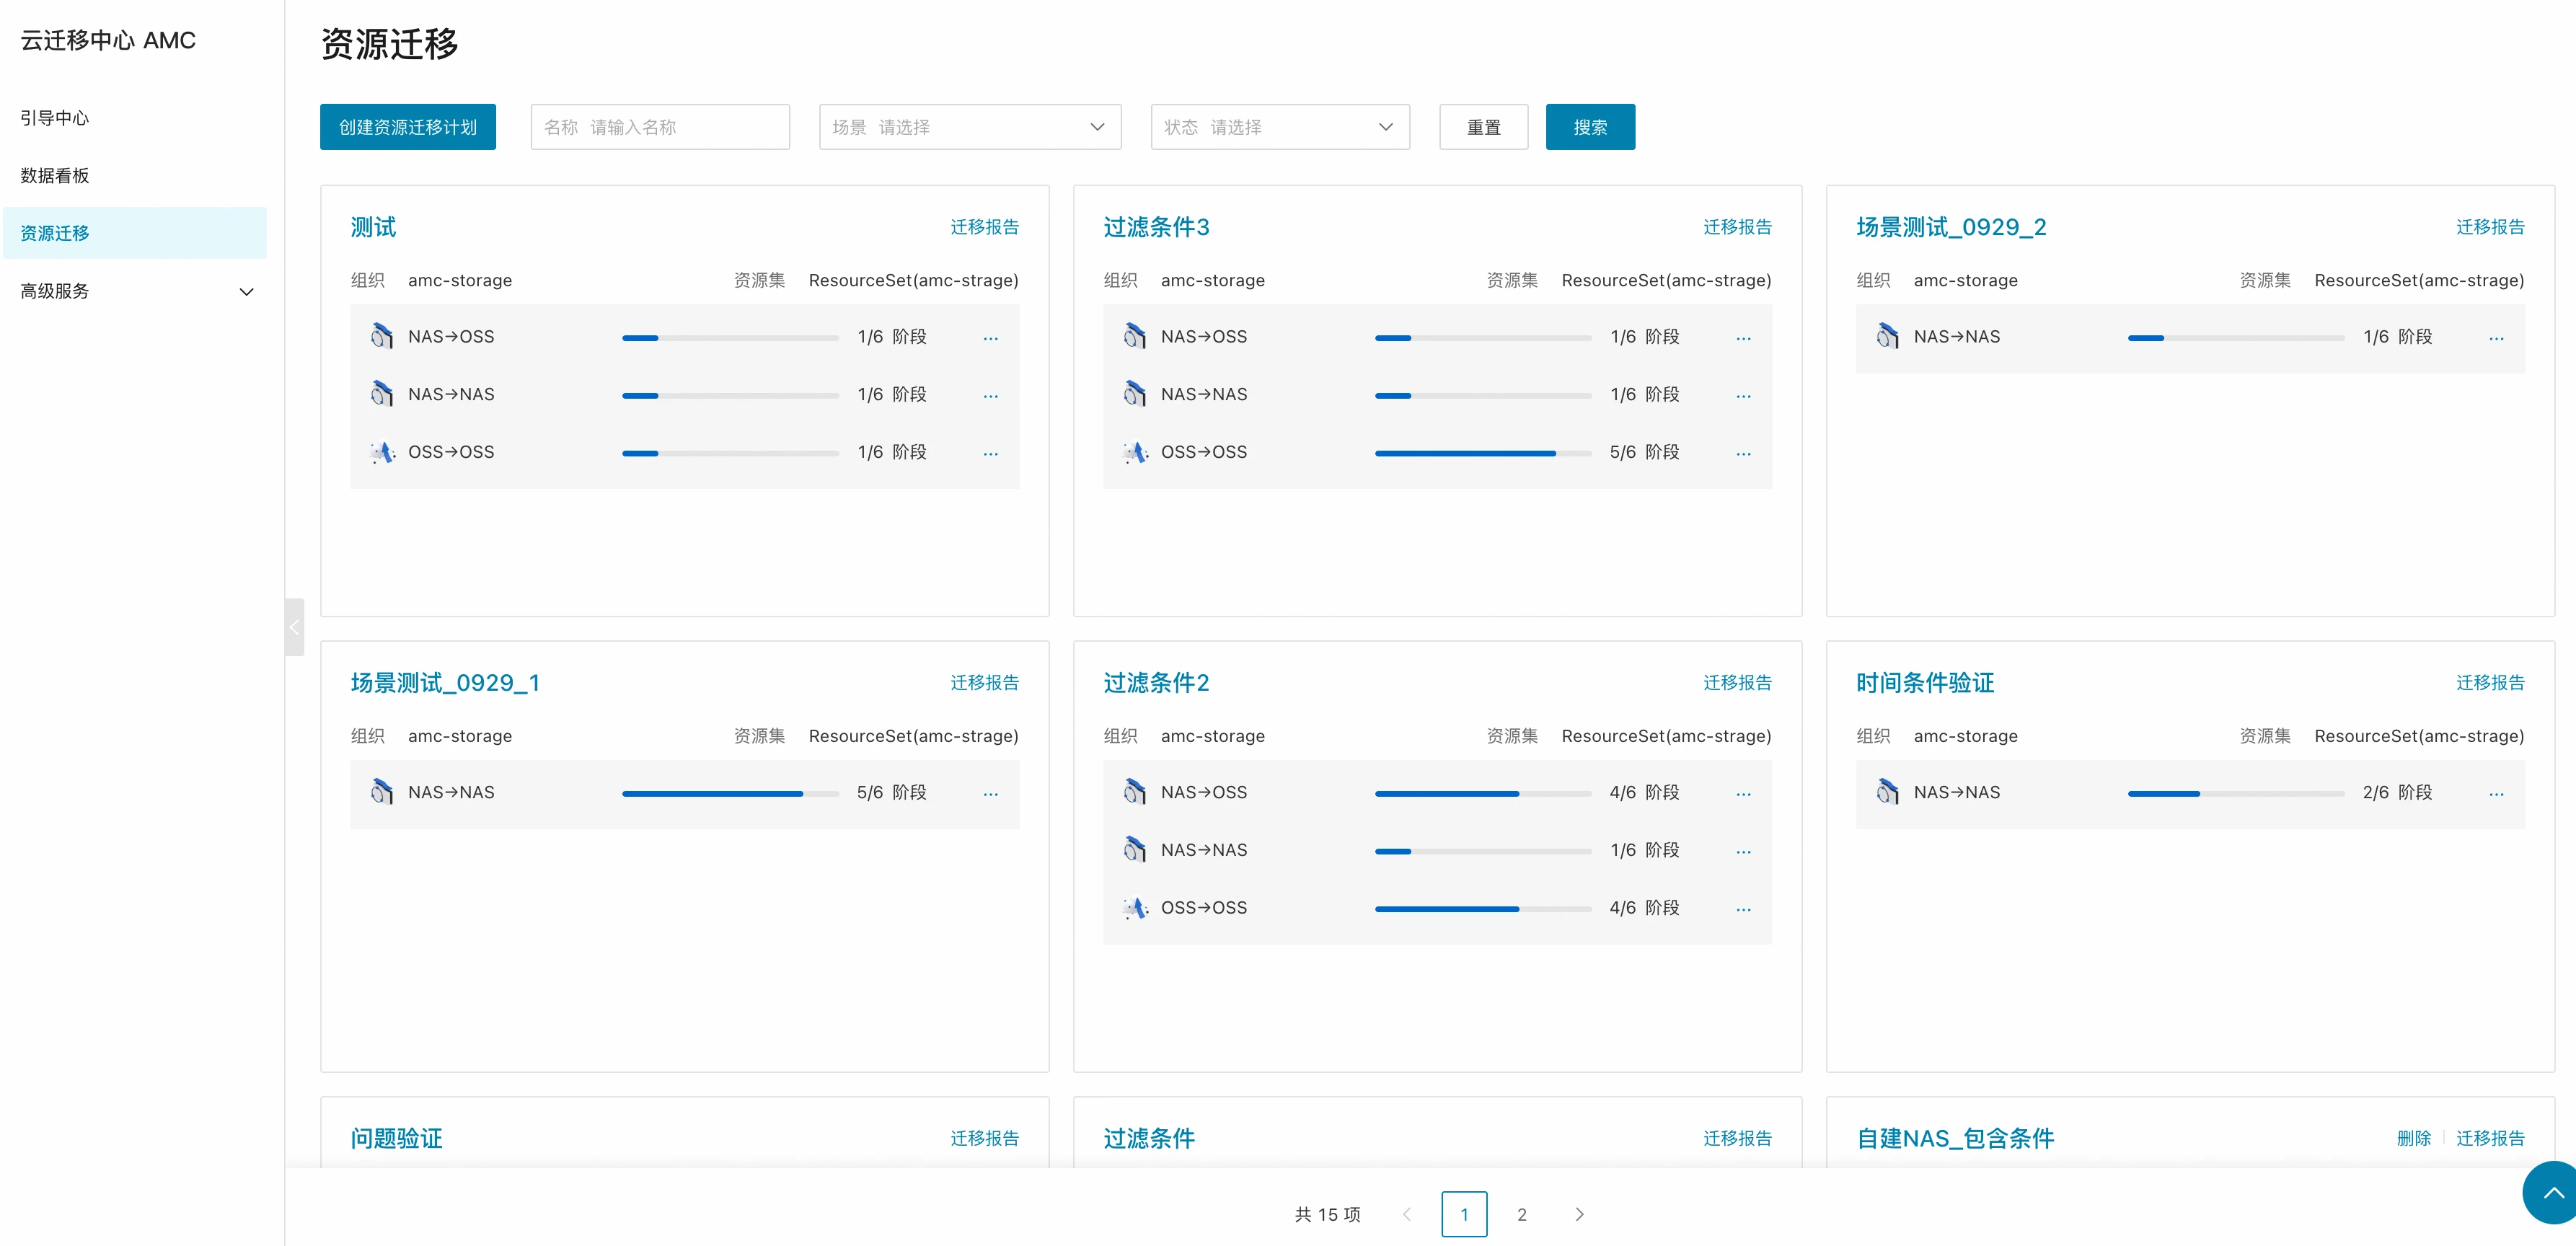 云迁移中心 AMC
引导中心
数据看板
资源迁移
高级服务
资源迁移
创建资源迁移计划 名称 请输入名称 场景 请选择 状态 请选择 重置 搜索
测试 迁移报告
组织 amc-storage 资源集 ResourceSet(amc-strage)
NAS→OSS 1/6 阶段 ...
NAS→NAS 1/6 阶段 ...
OSS→OSS 1/6 阶段 ...
过滤条件3 迁移报告
组织 amc-storage 资源集 ResourceSet(amc-strage)
NAS→OSS 1/6 阶段 ...
NAS→NAS 1/6 阶段 ...
OSS→OSS 5/6 阶段 ...
场景测试_0929_2 迁移报告
组织 amc-storage 资源集 ResourceSet(amc-strage)
NAS→NAS 1/6 阶段 ...
场景测试_0929_1 迁移报告
组织 amc-storage 资源集 ResourceSet(amc-strage)
NAS→NAS 5/6 阶段 ...
过滤条件2 迁移报告
组织 amc-storage 资源集 ResourceSet(amc-strage)
NAS→OSS 4/6 阶段 ...
NAS→NAS 1/6 阶段 ...
OSS→OSS 4/6 阶段 ...
时间条件验证 迁移报告
组织 amc-storage 资源集 ResourceSet(amc-strage)
NAS→NAS 2/6 阶段 ...
问题验证 迁移报告
过滤条件 迁移报告
自建NAS_包含条件 删除 迁移报告
共 15 项 1 2